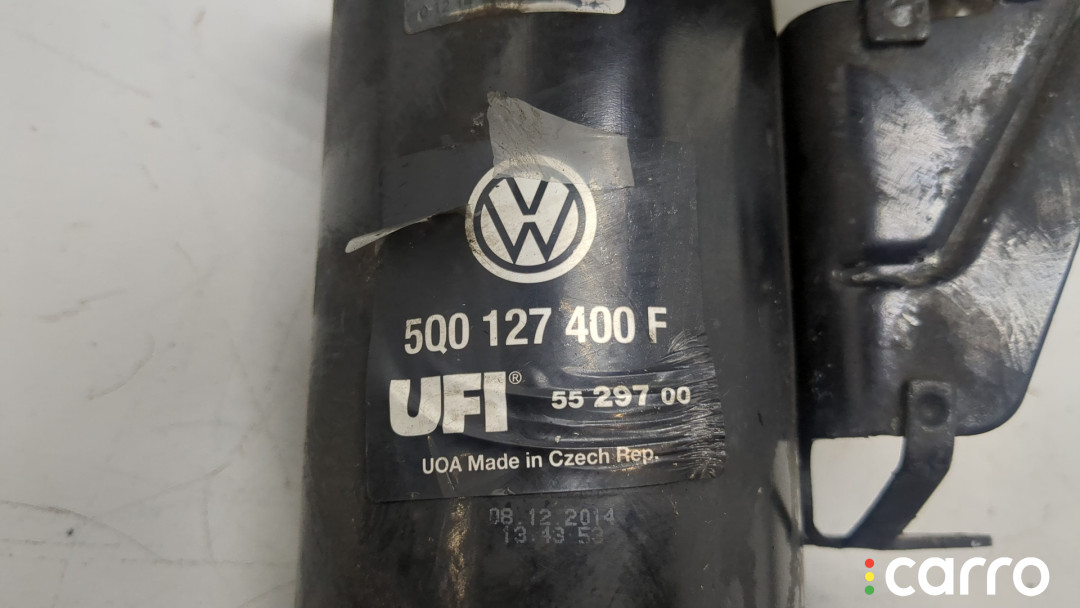 5Q0 127 400 F
UFI® 55 297 00
UOA Made in Czech Rep.
08.12.2014
13.43 53
carro